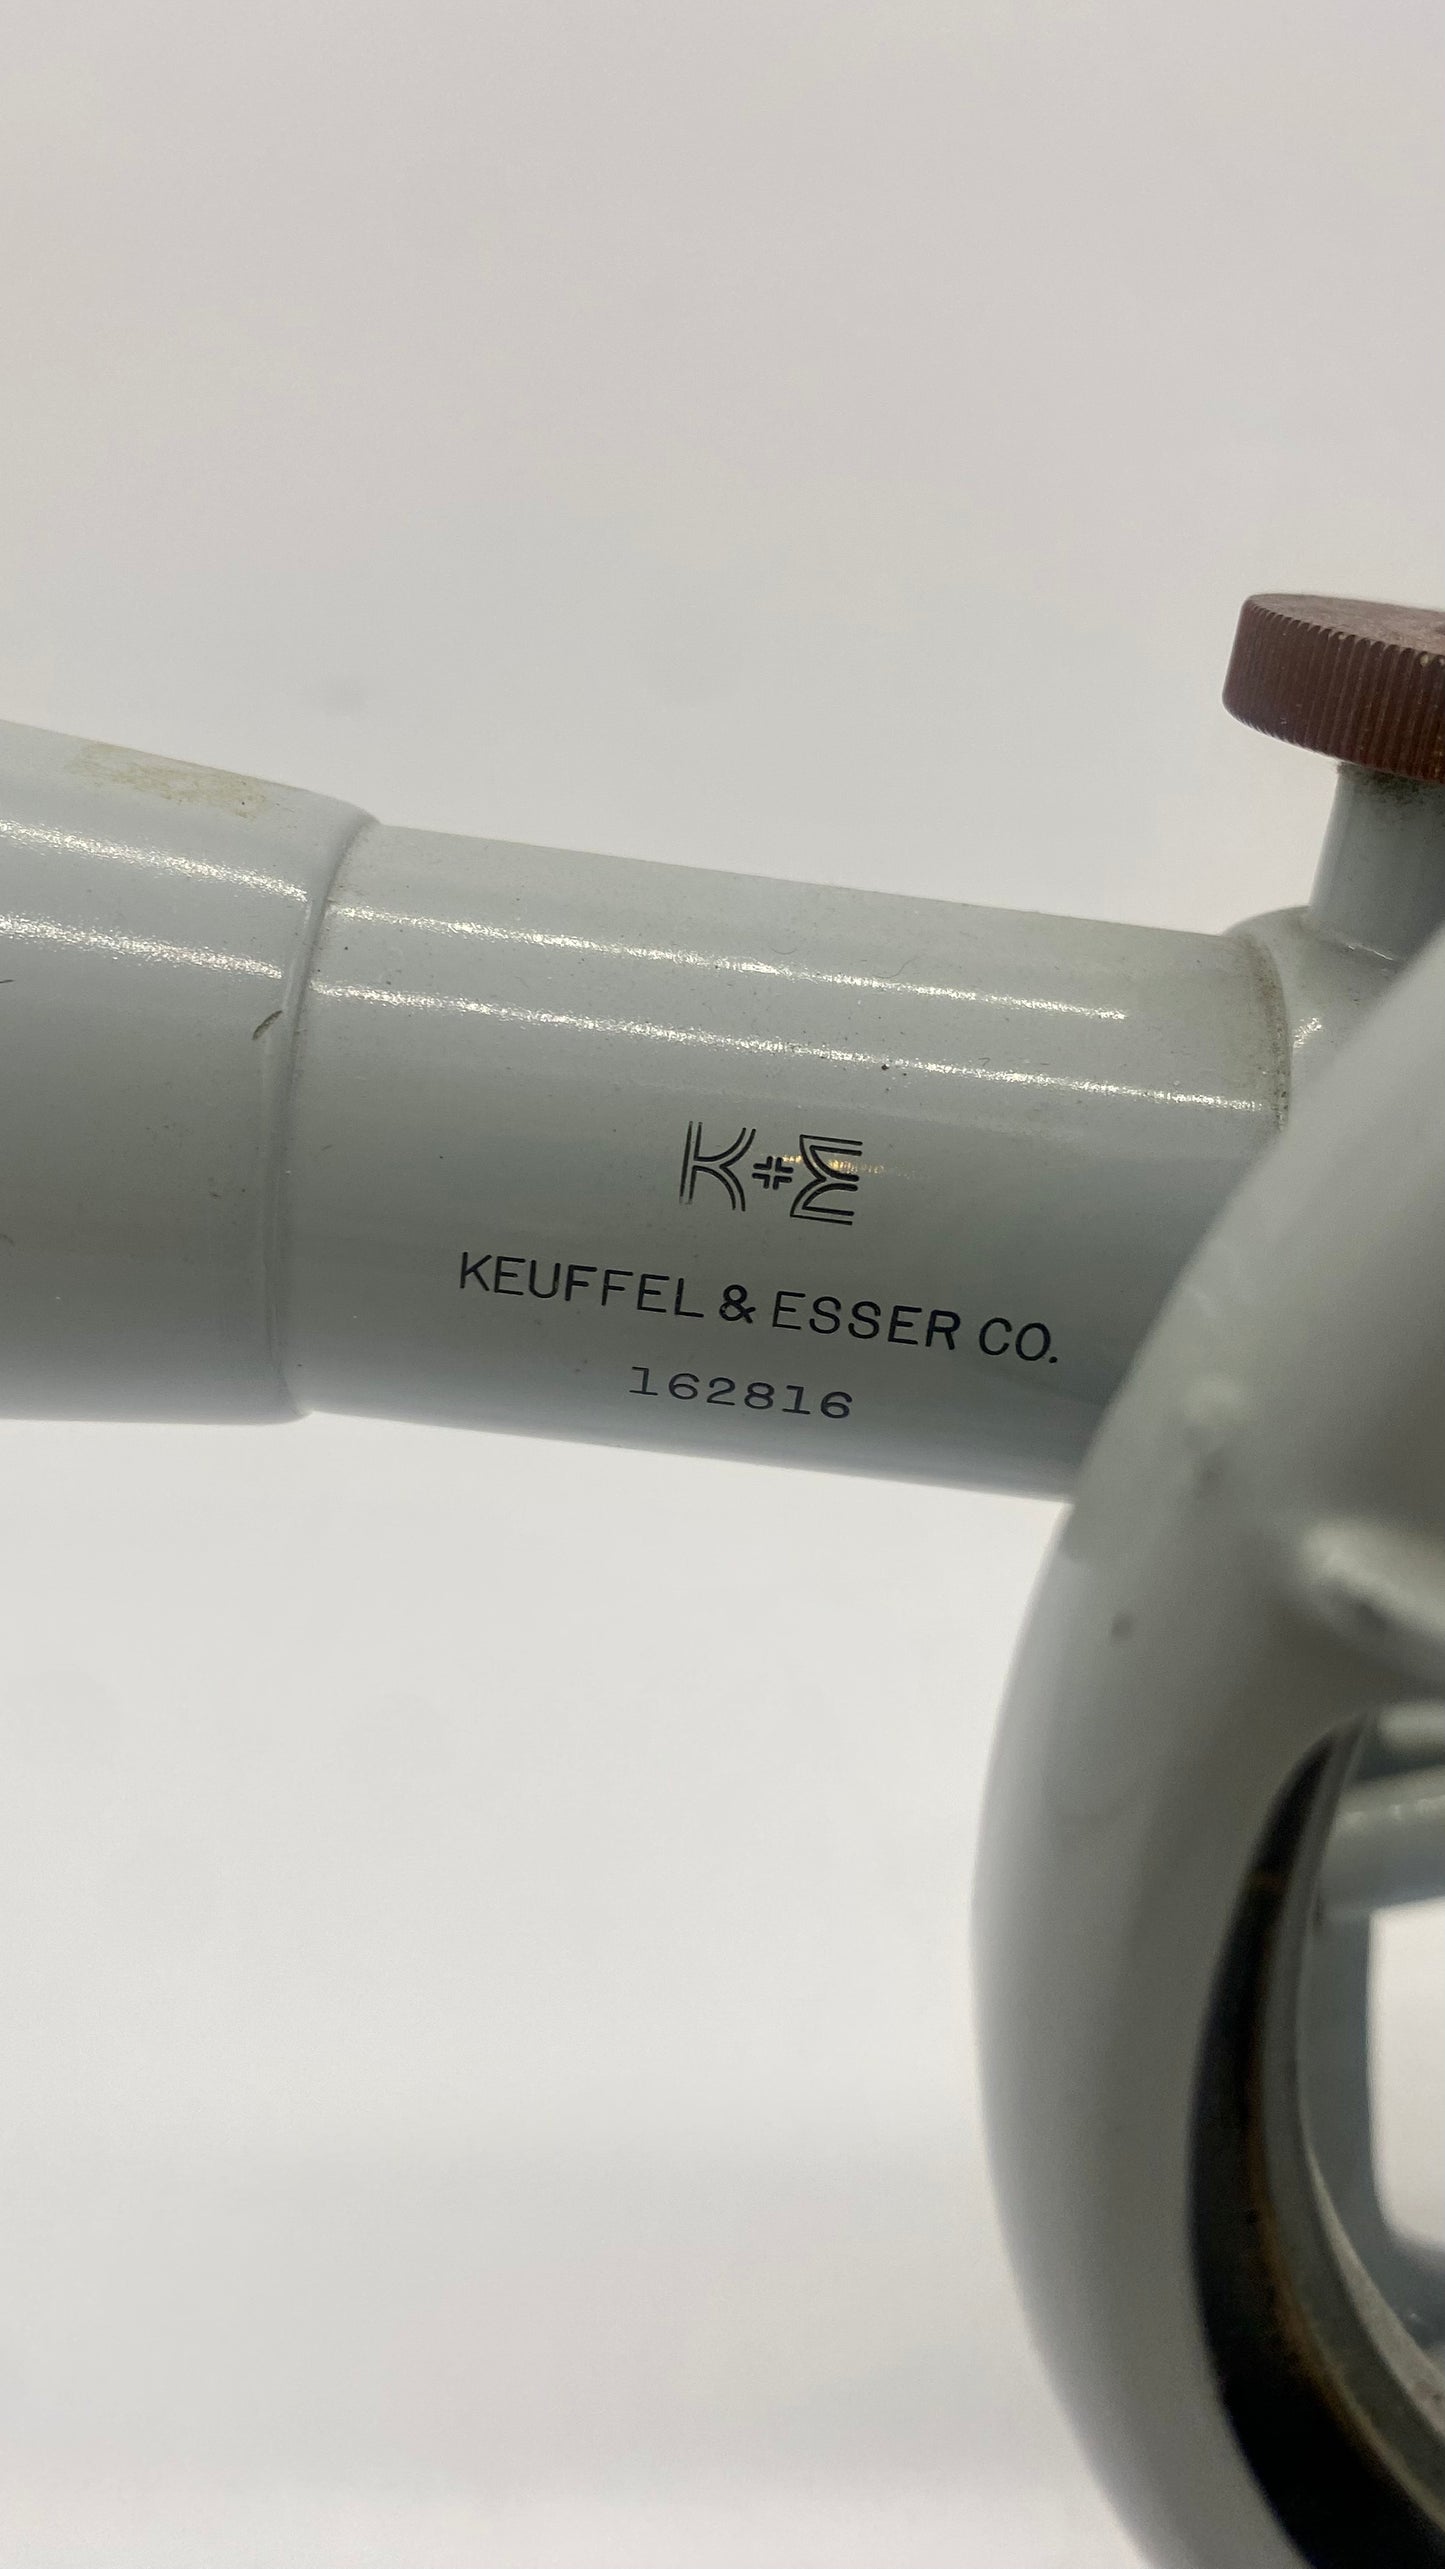 K+E
KEUFFEL & ESSER CO.
162816